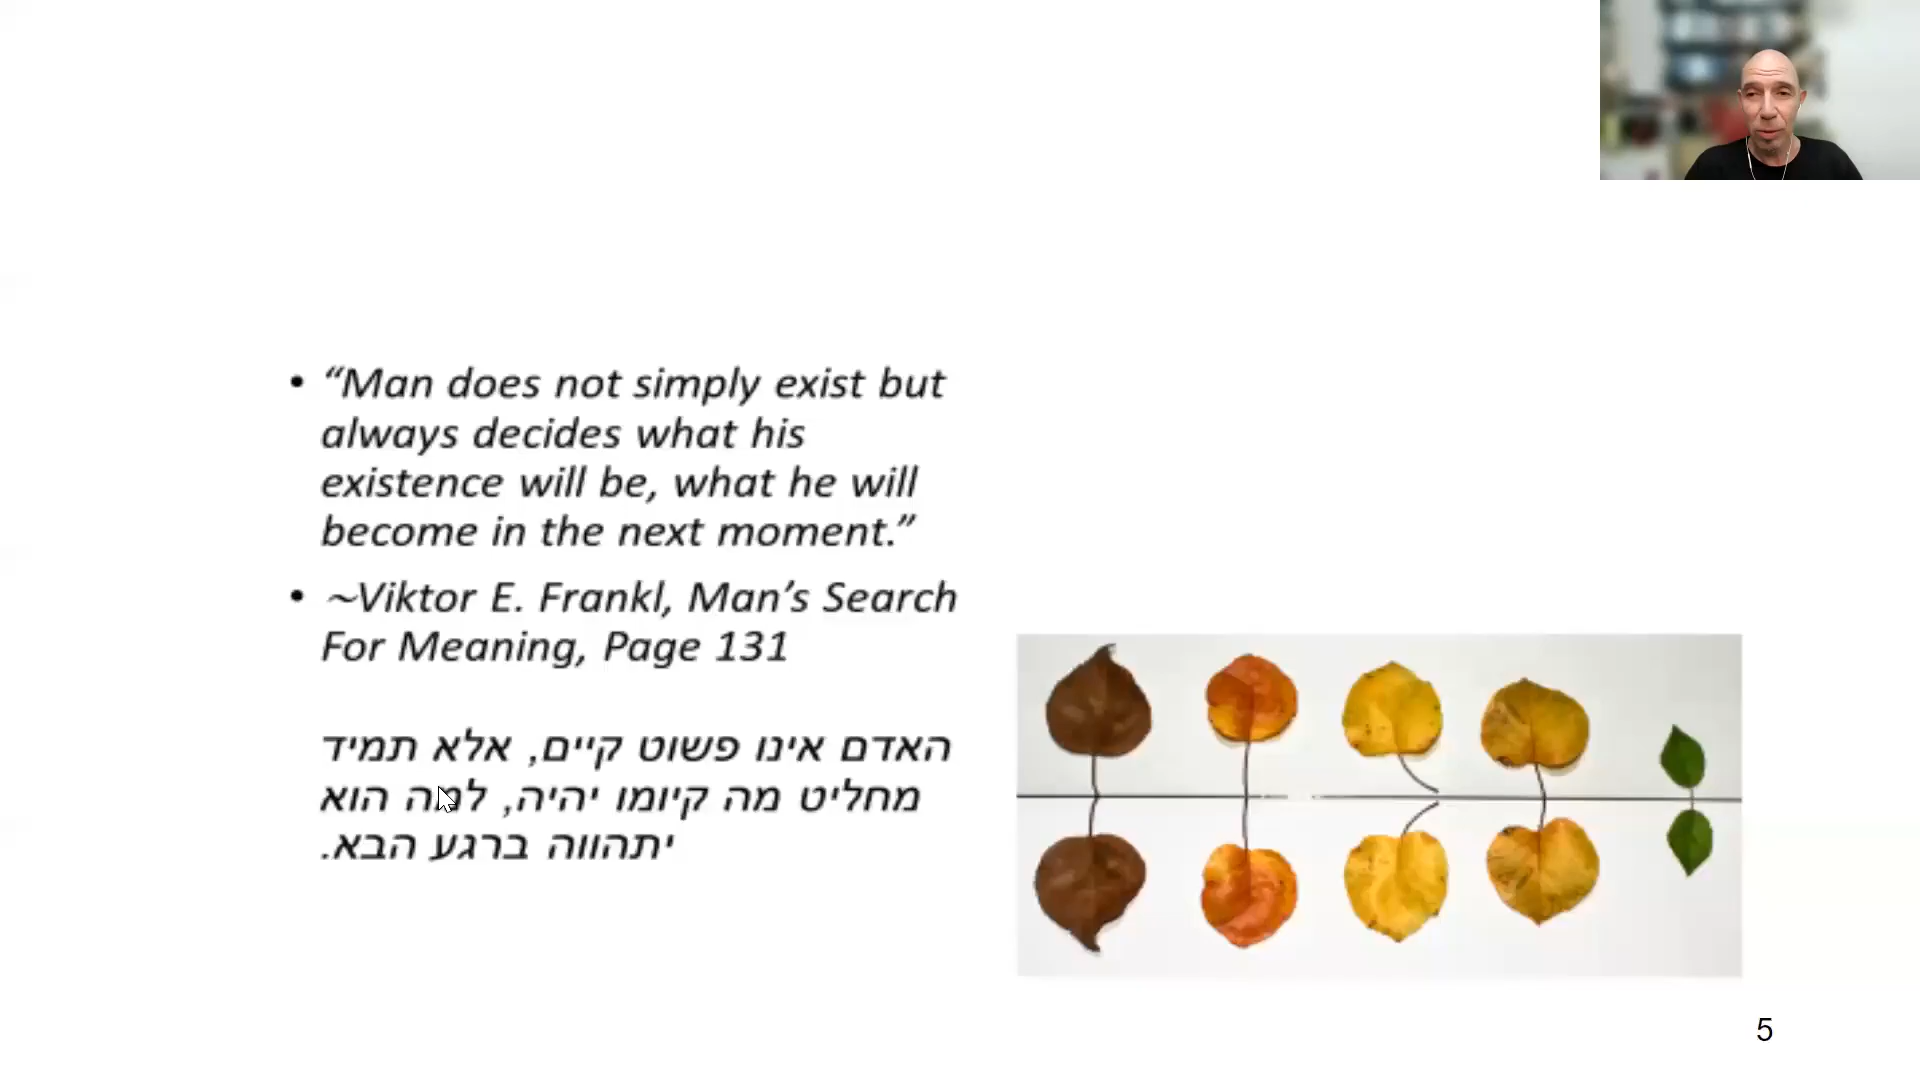 • “Man does not simply exist but
always decides what his
existence will be, what he will
become in the next moment.”
• ~Viktor E. Frankl, Man’s Search
For Meaning, Page 131
האדם אינו פשוט קיים, אלא תמיד
מחליט מה קיומו יהיה, למה הוא
יתהווה ברגע הבא.
5